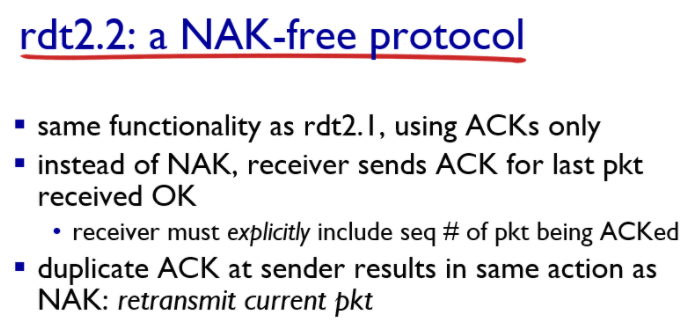 rdt2.2: a NAK-free protocol
▪ same functionality as rdt2.1, using ACKs only
▪ instead of NAK, receiver sends ACK for last pkt
received OK
• receiver must explicitly include seq # of pkt being ACKed
▪ duplicate ACK at sender results in same action as
NAK: retransmit current pkt